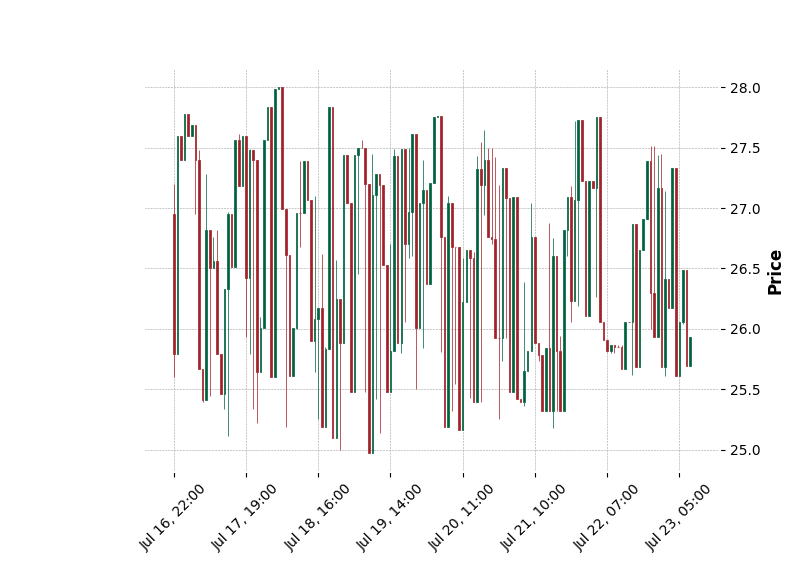 28.0
27.5
27.0
26.5
26.0
25.5
25.0
Price
Jul 16, 22:00
Jul 17, 19:00
Jul 18, 16:00
Jul 19, 14:00
Jul 20, 11:00
Jul 21, 10:00
Jul 22, 07:00
Jul 23, 05:00